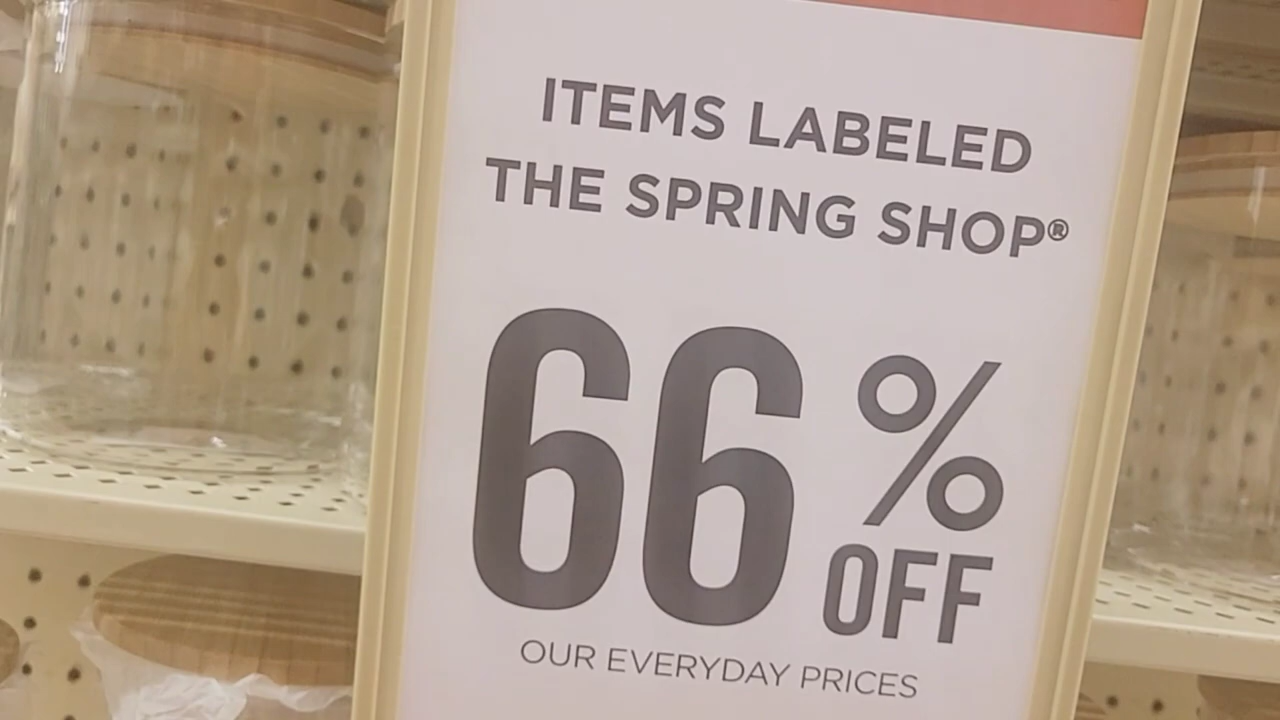 ITEMS LABELED
THE SPRING SHOP®
66% OFF
OUR EVERYDAY PRICES